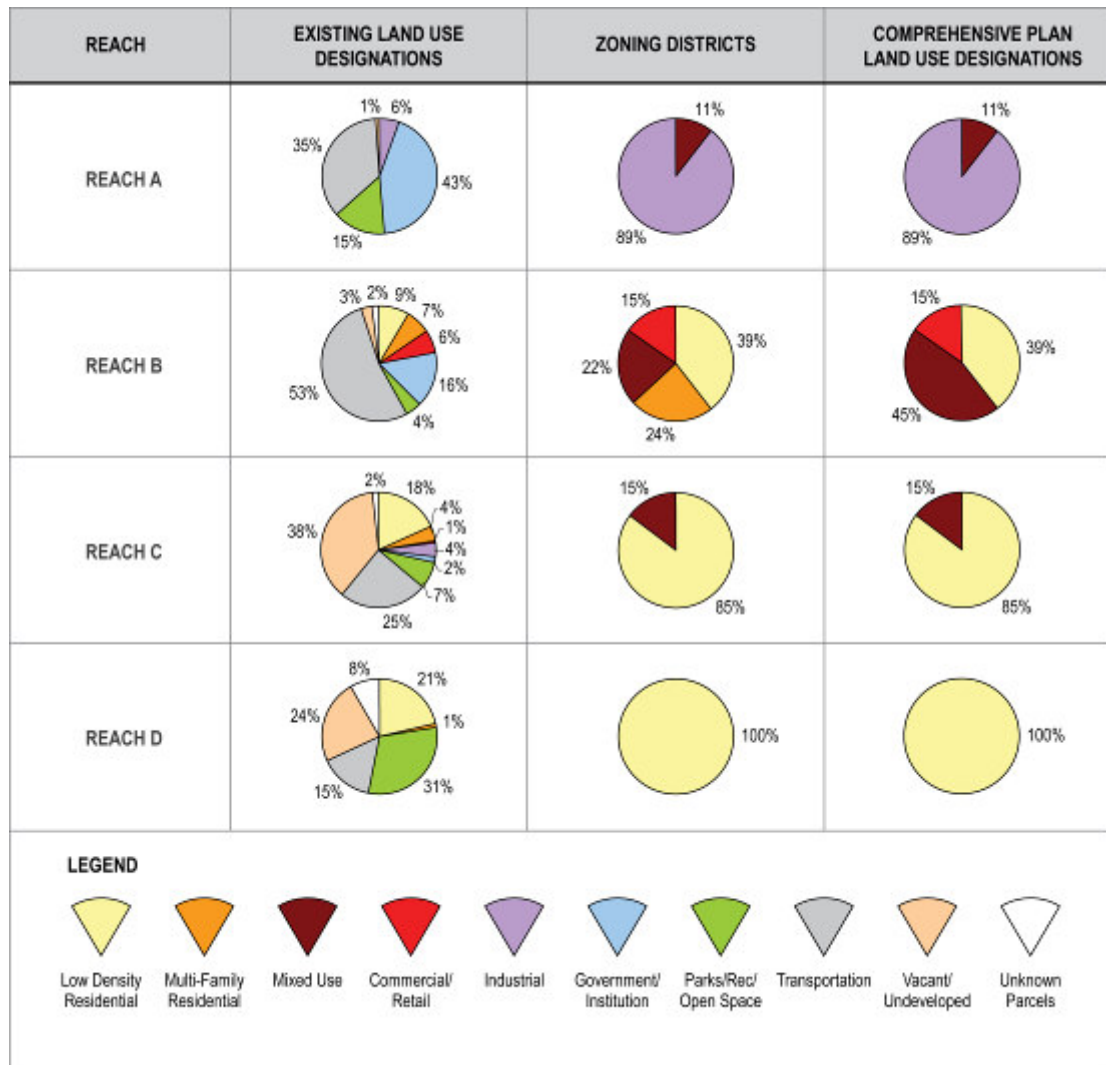 REACH
EXISTING LAND USE
DESIGNATIONS
ZONING DISTRICTS
COMPREHENSIVE PLAN
LAND USE DESIGNATIONS
REACH A
1%
6%
35%
43%
15%
11%
89%
11%
89%
REACH B
3%
2%
9%
7%
6%
16%
4%
53%
15%
39%
22%
24%
15%
39%
45%
REACH C
2%
18%
4%
1%
4%
2%
7%
25%
38%
15%
85%
15%
85%
REACH D
8%
21%
1%
24%
15%
31%
100%
100%
LEGEND
Low Density
Residential
Multi-Family
Residential
Mixed Use
Commercial/
Retail
Industrial
Government/
Institution
Parks/Rec/
Open Space
Transportation
Vacant/
Undeveloped
Unknown
Parcels